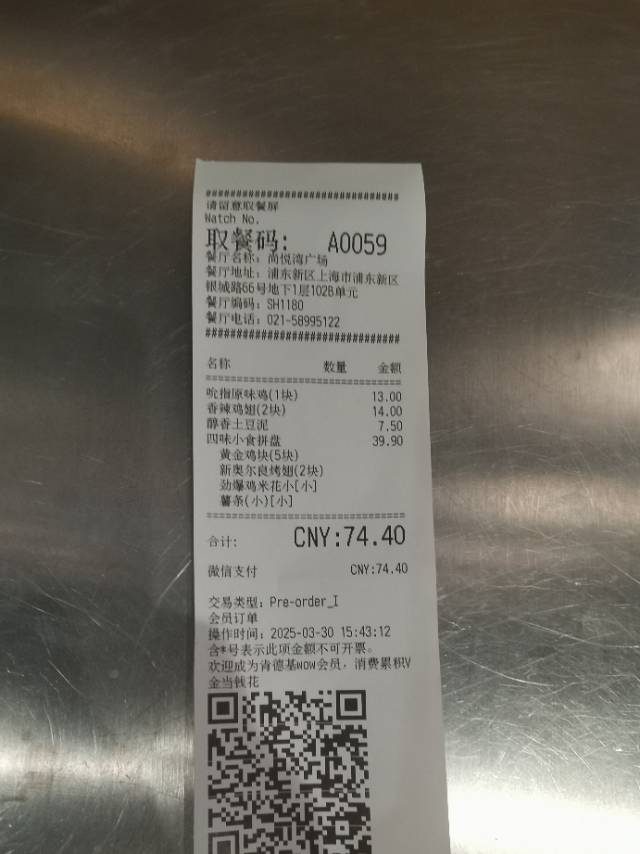 ##################################
请留意取餐屏
Watch No.
取餐码: A0059
餐厅名称: 尚悦湾广场
餐厅地址: 浦东新区上海市浦东新区
银城路66号地下1层102B单元
餐厅编码: SH1180
餐厅电话: 021-58995122
##################################
名称 数量 金额
==================================
吮指原味鸡(1块) 13.00
香辣鸡翅(2块) 14.00
醇香土豆泥 7.50
四味小食拼盘 39.90
黄金鸡块(5块)
新奥尔良烤翅(2块)
劲爆鸡米花小[小]
薯条(小)[小]
==================================
合计: CNY:74.40
微信支付 CNY:74.40
交易类型: Pre-order_I
会员订单
操作时间: 2025-03-30 15:43:12
含*号表示此项金额不可开票。
欢迎成为肯德基WOW会员, 消费累积V
金当钱花